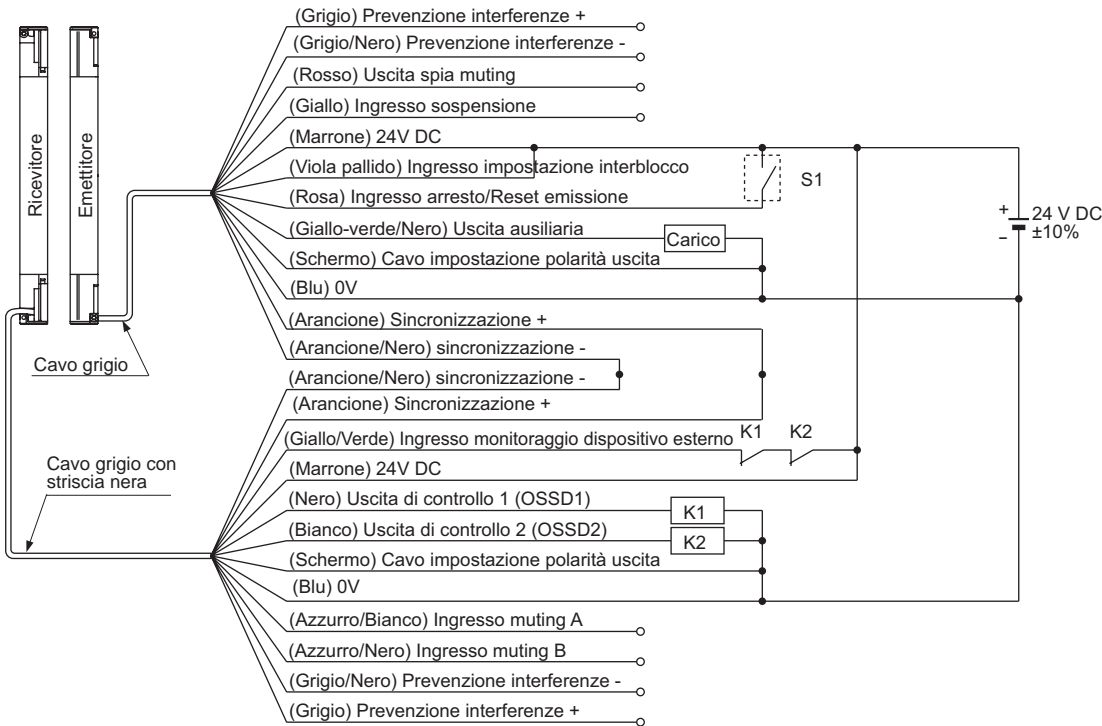 Ricevitore
Emettitore
Cavo grigio
Cavo grigio con
striscia nera
(Grigio) Prevenzione interferenze +
(Grigio/Nero) Prevenzione interferenze -
(Rosso) Uscita spia muting
(Giallo) Ingresso sospensione
(Marrone) 24V DC
(Viola pallido) Ingresso impostazione interblocco
(Rosa) Ingresso arresto/Reset emissione
(Giallo-verde/Nero) Uscita ausiliaria
(Schermo) Cavo impostazione polarità uscita
(Blu) 0V
(Arancione) Sincronizzazione +
(Arancione/Nero) sincronizzazione -
(Arancione/Nero) sincronizzazione -
(Arancione) Sincronizzazione +
(Giallo/Verde) Ingresso monitoraggio dispositivo esterno
(Marrone) 24V DC
(Nero) Uscita di controllo 1 (OSSD1)
(Bianco) Uscita di controllo 2 (OSSD2)
(Schermo) Cavo impostazione polarità uscita
(Blu) 0V
(Azzurro/Bianco) Ingresso muting A
(Azzurro/Nero) Ingresso muting B
(Grigio/Nero) Prevenzione interferenze -
(Grigio) Prevenzione interferenze +
S1
Carico
K1 K2
K1
K2
+
-
24 V DC
±10%